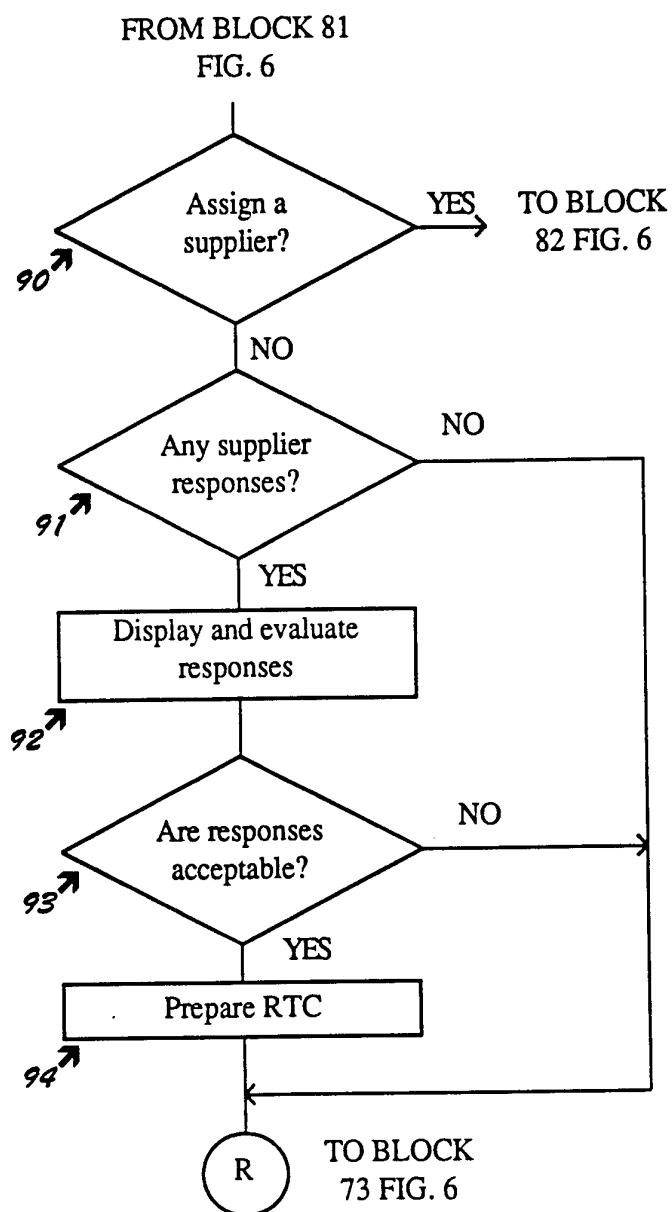 FROM BLOCK 81
FIG. 6
Assign a
supplier?
YES
TO BLOCK
82 FIG. 6
90
NO
Any supplier
responses?
NO
91
YES
Display and evaluate
responses
92
Are responses
acceptable?
NO
93
YES
Prepare RTC
94
R
TO BLOCK
73 FIG. 6